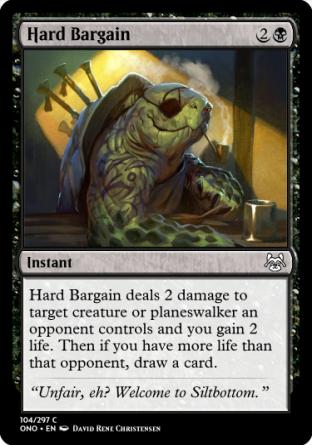 Hard Bargain 2
Instant
Hard Bargain deals 2 damage to
target creature or planeswalker an
opponent controls and you gain 2
life. Then if you have more life than
that opponent, draw a card.
“Unfair, eh? Welcome to Siltbottom.”
104/297 C
ONO • EN David Rene Christensen